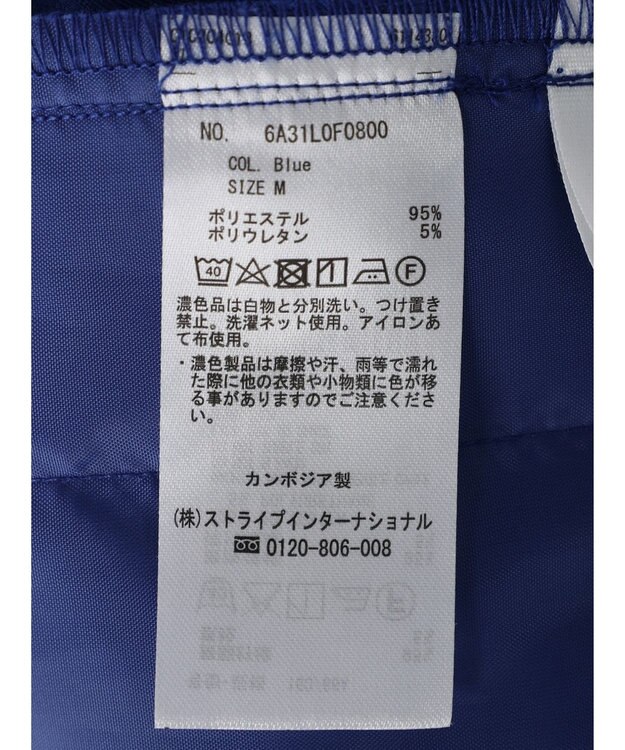 NO. 6A31L0F0800
COL. Blue
SIZE M
ポリエステル 95%
ポリウレタン 5%
40 F
濃色品は白物と分別洗い。つけ置き
禁止。洗濯ネット使用。アイロンあ
て布使用。
・濃色製品は摩擦や汗、雨等で濡れ
た際に他の衣類や小物類に色が移
る事がありますのでご注意くださ
い。
カンボジア製
(株)ストライプインターナショナル
0120-806-008